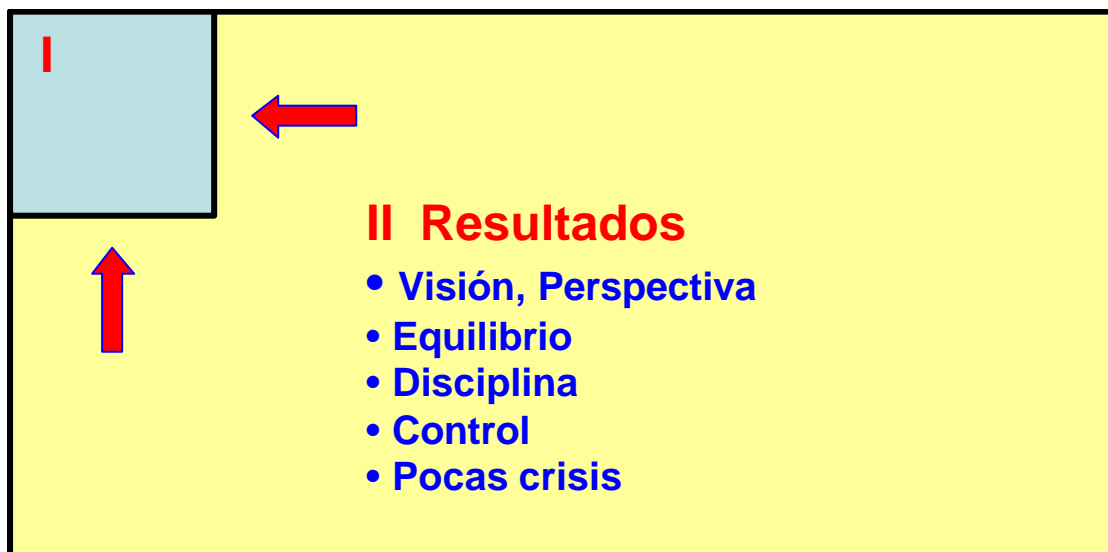 I
II Resultados
• Visión, Perspectiva
• Equilibrio
• Disciplina
• Control
• Pocas crisis